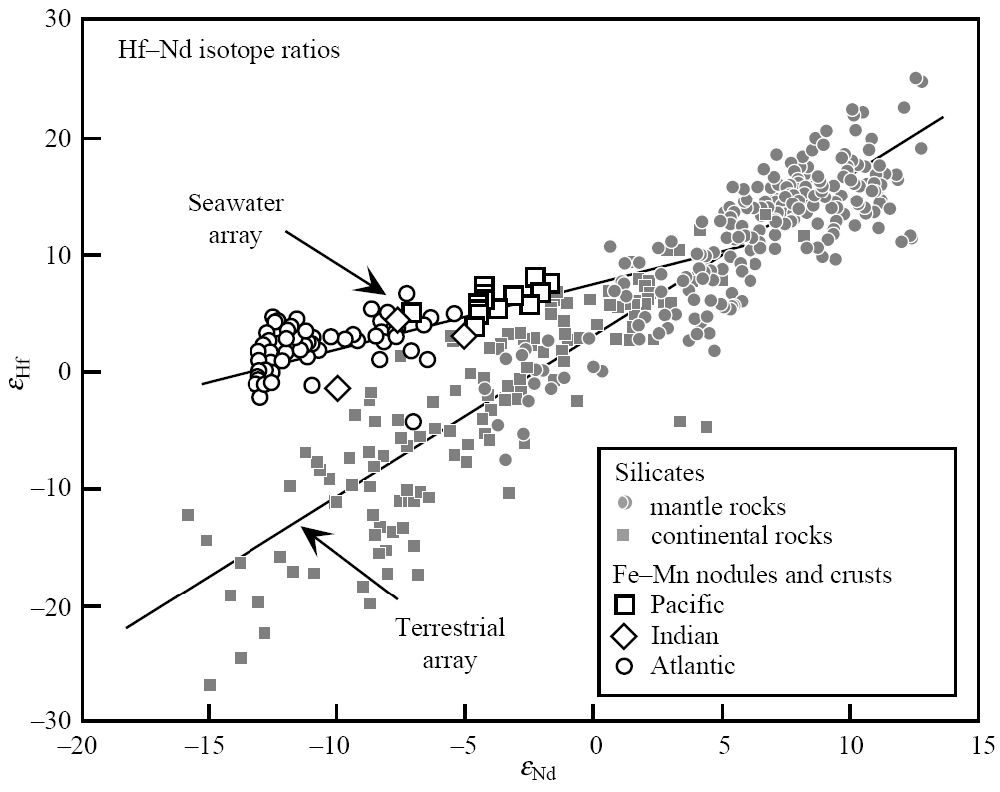 Hf–Nd isotope ratios
30
20
10
0
–10
–20
–30
εHf
Seawater
array
Terrestrial
array
Silicates
mantle rocks
continental rocks
Fe–Mn nodules and crusts
Pacific
Indian
Atlantic
–20
–15
–10
–5
0
5
10
15
εNd